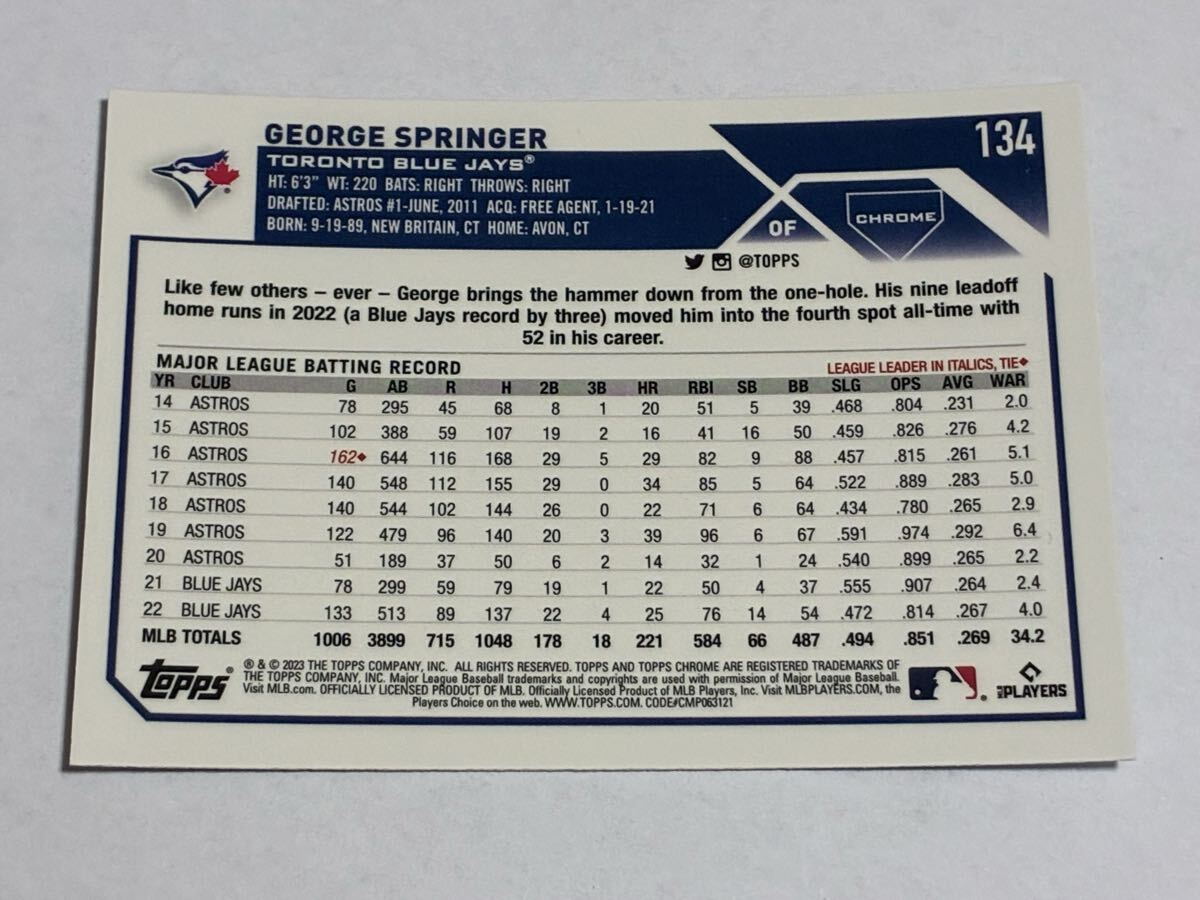 GEORGE SPRINGER
134
TORONTO BLUE JAYS®
HT: 6'3" WT: 220 BATS: RIGHT THROWS: RIGHT
DRAFTED: ASTROS #1-JUNE, 2011 ACQ: FREE AGENT, 1-19-21
BORN: 9-19-89, NEW BRITAIN, CT HOME: AVON, CT
OF
CHROME
@TOPPS
Like few others – ever – George brings the hammer down from the one-hole. His nine leadoff
home runs in 2022 (a Blue Jays record by three) moved him into the fourth spot all-time with
52 in his career.
MAJOR LEAGUE BATTING RECORD LEAGUE LEADER IN ITALICS, TIE◆
YR CLUB G AB R H 2B 3B HR RBI SB BB SLG OPS AVG WAR
14 ASTROS 78 295 45 68 8 1 20 51 5 39 .468 .804 .231 2.0
15 ASTROS 102 388 59 107 19 2 16 41 16 50 .459 .826 .276 4.2
16 ASTROS 162◆ 644 116 168 29 5 29 82 9 88 .457 .815 .261 5.1
17 ASTROS 140 548 112 155 29 0 34 85 5 64 .522 .889 .283 5.0
18 ASTROS 140 544 102 144 26 0 22 71 6 64 .434 .780 .265 2.9
19 ASTROS 122 479 96 140 20 3 39 96 6 67 .591 .974 .292 6.4
20 ASTROS 51 189 37 50 6 2 14 32 1 24 .540 .899 .265 2.2
21 BLUE JAYS 78 299 59 79 19 1 22 50 4 37 .555 .907 .264 2.4
22 BLUE JAYS 133 513 89 137 22 4 25 76 14 54 .472 .814 .267 4.0
MLB TOTALS 1006 3899 715 1048 178 18 221 584 66 487 .494 .851 .269 34.2
Topps®
® & © 2023 THE TOPPS COMPANY, INC. ALL RIGHTS RESERVED. TOPPS AND TOPPS CHROME ARE REGISTERED TRADEMARKS OF
THE TOPPS COMPANY, INC. Major League Baseball trademarks and copyrights are used with permission of Major League Baseball.
Visit MLB.com. OFFICIALLY LICENSED PRODUCT OF MLB. Officially Licensed Product of MLB Players, Inc. Visit MLBPLAYERS.COM, the
Players Choice on the web. WWW.TOPPS.COM. CODE#CMP063121
MLB PLAYERS